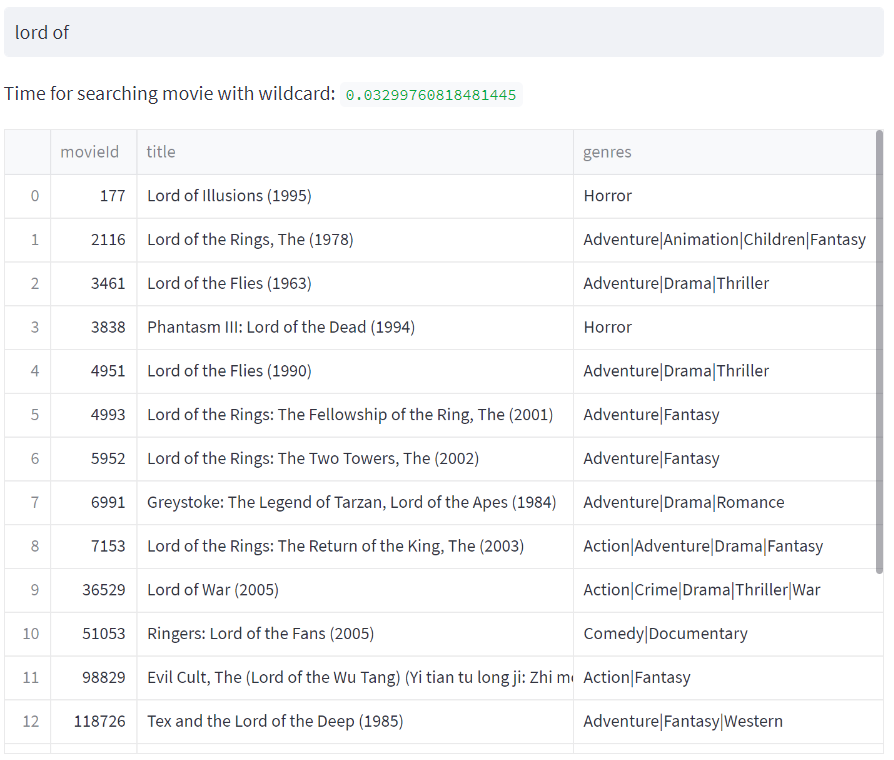 lord of
Time for searching movie with wildcard: 0.03299760818481445
movieId title genres
0 177 Lord of Illusions (1995) Horror
1 2116 Lord of the Rings, The (1978) Adventure|Animation|Children|Fantasy
2 3461 Lord of the Flies (1963) Adventure|Drama|Thriller
3 3838 Phantasm III: Lord of the Dead (1994) Horror
4 4951 Lord of the Flies (1990) Adventure|Drama|Thriller
5 4993 Lord of the Rings: The Fellowship of the Ring, The (2001) Adventure|Fantasy
6 5952 Lord of the Rings: The Two Towers, The (2002) Adventure|Fantasy
7 6991 Greystoke: The Legend of Tarzan, Lord of the Apes (1984) Adventure|Drama|Romance
8 7153 Lord of the Rings: The Return of the King, The (2003) Action|Adventure|Drama|Fantasy
9 36529 Lord of War (2005) Action|Crime|Drama|Thriller|War
10 51053 Ringers: Lord of the Fans (2005) Comedy|Documentary
11 98829 Evil Cult, The (Lord of the Wu Tang) (Yi tian tu long ji: Zhi Action|Fantasy
12 118726 Tex and the Lord of the Deep (1985) Adventure|Fantasy|Western